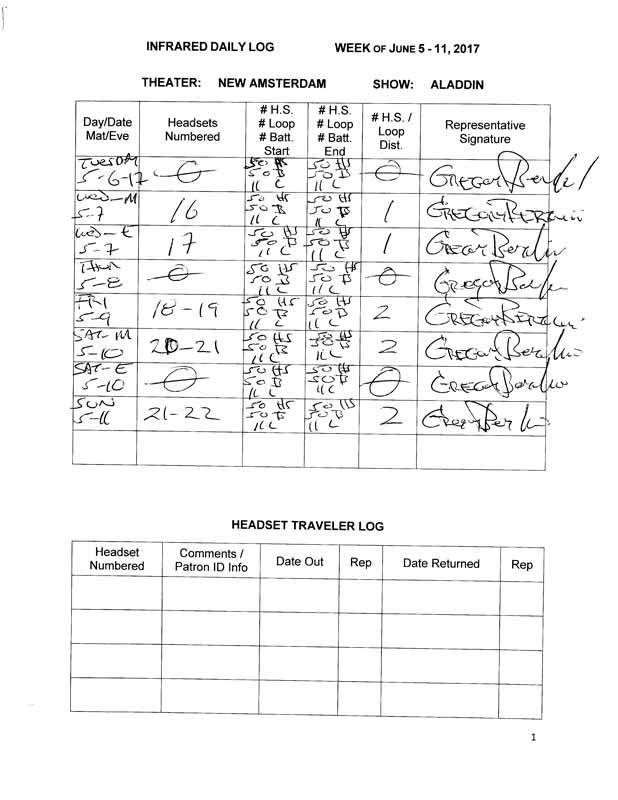 INFRARED DAILY LOG WEEK OF JUNE 5 - 11, 2017
THEATER: NEW AMSTERDAM SHOW: ALADDIN
Day/Date Mat/Eve Headsets Numbered # H.S. # Loop # Batt. Start # H.S. # Loop # Batt. End # H.S. / Loop Dist. Representative Signature
TUESDAY 5-6-17 0 50 HS 50 B 11 C 50 HS 50 B 11 C 0 GREGORY Berlin
WED-M 5-7 16 50 HS 50 B 11 C 50 HS 50 B 11 C 1 GREGORY BERLIN
WED-E 5-7 17 50 HS 50 B 11 C 50 HS 50 B 11 C 1 GREGORY Berlin
THUR 5-8 0 50 HS 50 B 11 C 50 HS 50 B 11 C 0 Gregory Berlin
FRI 5-9 18-19 50 HS 50 B 11 C 50 HS 50 B 11 C 2 GREGORY BERLIN
SAT-M 5-10 20-21 50 HS 50 B 11 C 50 HS 50 B 11 C 2 GREGORY Berlin
SAT-E 5-10 0 50 HS 50 B 11 C 50 HS 50 B 11 C 0 GREGORY Berlin
SUN 5-11 21-22 50 HS 50 B 11 C 50 HS 50 B 11 C 2 Gregory Berlin
HEADSET TRAVELER LOG
Headset Numbered Comments / Patron ID Info Date Out Rep Date Returned Rep
1